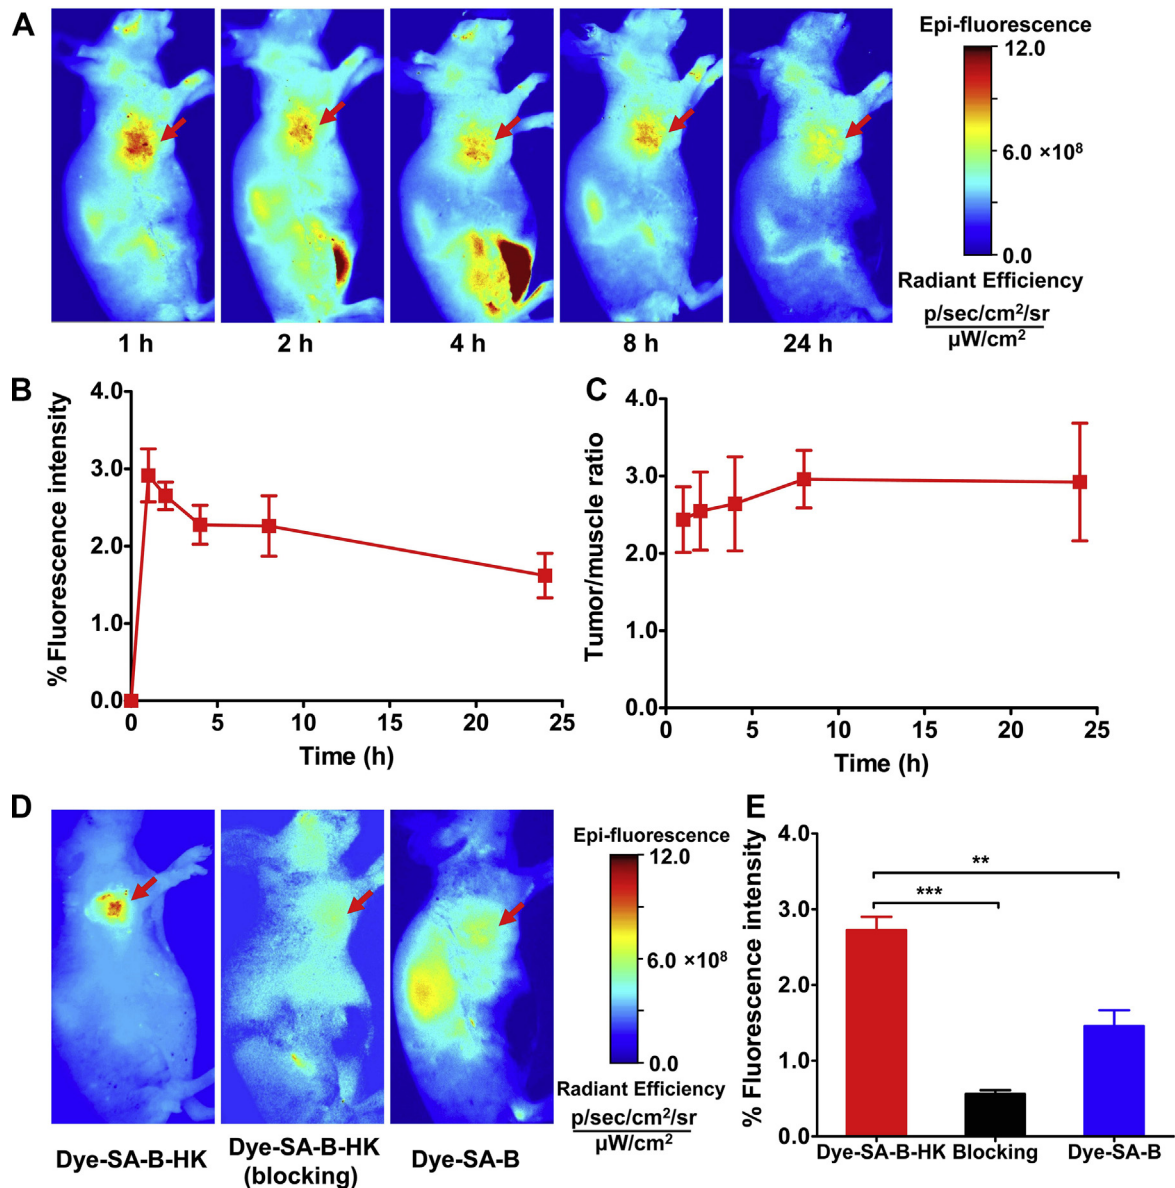 A
1 h
2 h
4 h
8 h
24 h
Epi-fluorescence
12.0
6.0 ×10⁸
0.0
Radiant Efficiency
p/sec/cm²/sr
µW/cm²
B
% Fluorescence intensity
4.0
3.0
2.0
1.0
0.0
0
5
10
15
20
25
Time (h)
C
Tumor/muscle ratio
4.0
3.0
2.0
1.0
0.0
0
5
10
15
20
25
Time (h)
D
Dye-SA-B-HK
Dye-SA-B-HK
(blocking)
Dye-SA-B
Epi-fluorescence
12.0
6.0 ×10⁸
0.0
Radiant Efficiency
p/sec/cm²/sr
µW/cm²
E
% Fluorescence intensity
4.0
3.0
2.0
1.0
0.0
**
***
Dye-SA-B-HK
Blocking
Dye-SA-B